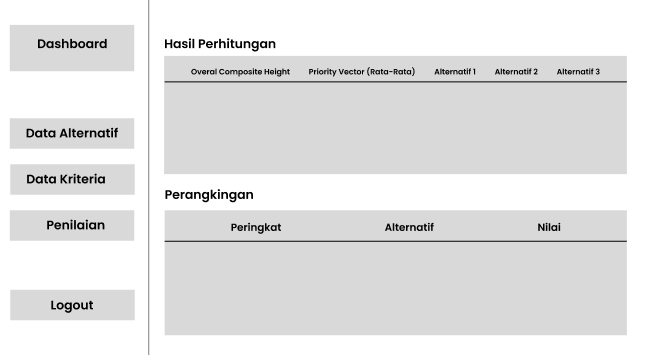 Dashboard
Data Alternatif
Data Kriteria
Penilaian
Logout
Hasil Perhitungan
Overal Composite Height Priority Vector (Rata-Rata) Alternatif 1 Alternatif 2 Alternatif 3
Perangkingan
Peringkat Alternatif Nilai